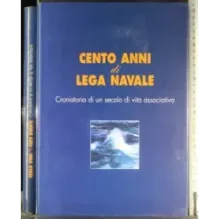 CENTO ANNI
di
LEGA NAVALE
Cronistoria di un secolo di vita associativa